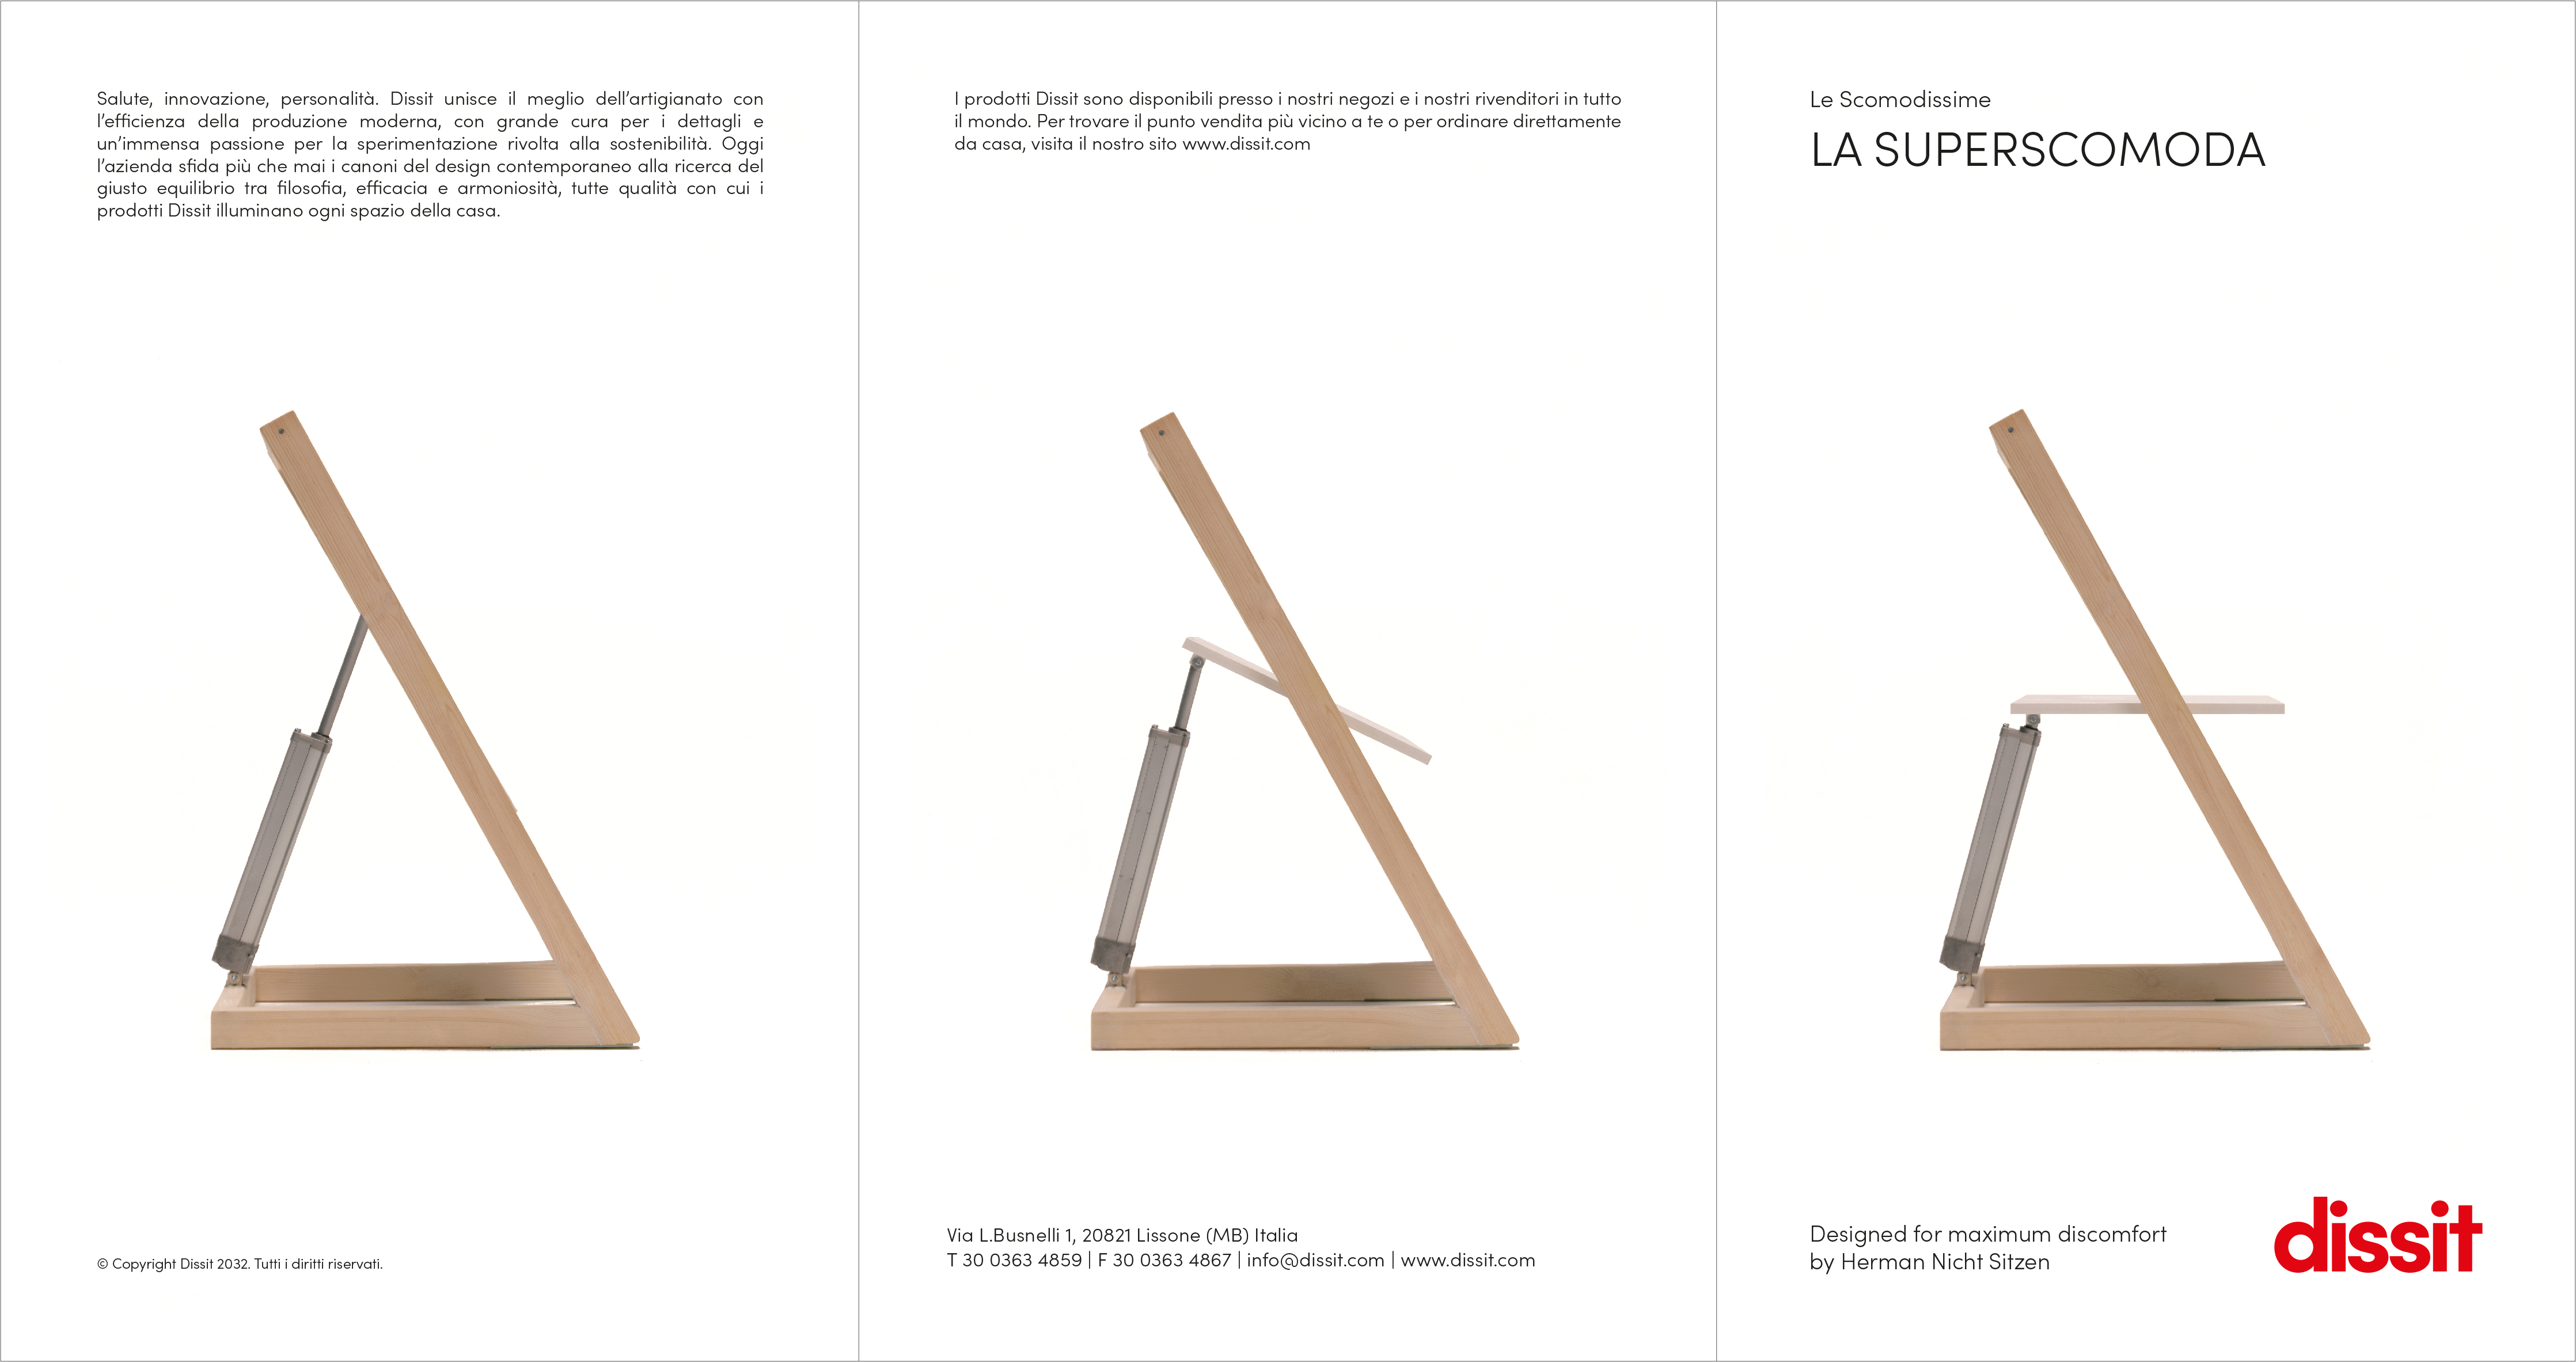 Salute, innovazione, personalità. Dissit unisce il meglio dell’artigianato con
l’efficienza della produzione moderna, con grande cura per i dettagli e
un’immensa passione per la sperimentazione rivolta alla sostenibilità. Oggi
l’azienda sfida più che mai i canoni del design contemporaneo alla ricerca del
giusto equilibrio tra filosofia, efficacia e armoniosità, tutte qualità con cui i
prodotti Dissit illuminano ogni spazio della casa.
© Copyright Dissit 2032. Tutti i diritti riservati.
I prodotti Dissit sono disponibili presso i nostri negozi e i nostri rivenditori in tutto
il mondo. Per trovare il punto vendita più vicino a te o per ordinare direttamente
da casa, visita il nostro sito www.dissit.com
Via L.Busnelli 1, 20821 Lissone (MB) Italia
T 30 0363 4859 | F 30 0363 4867 | info@dissit.com | www.dissit.com
Le Scomodissime
LA SUPERSCOMODA
Designed for maximum discomfort
by Herman Nicht Sitzen
dissit